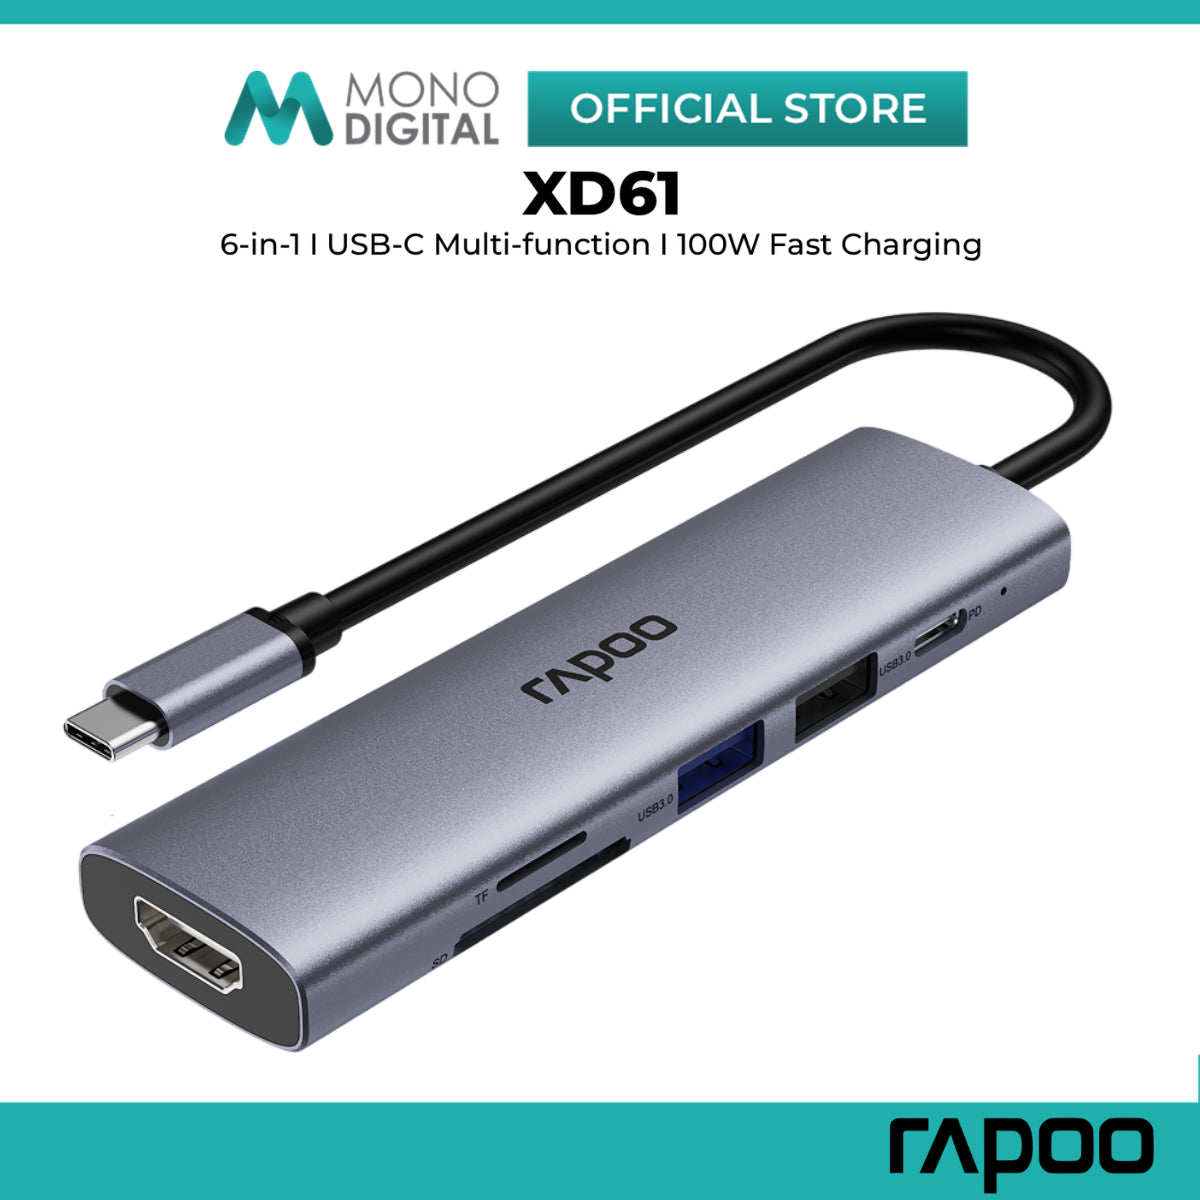 MONO
DIGITAL
OFFICIAL STORE
XD61
6-in-1 I USB-C Multi-function I 100W Fast Charging
PD
USB3.0
rapoo
USB3.0
TF
SD
rapoo